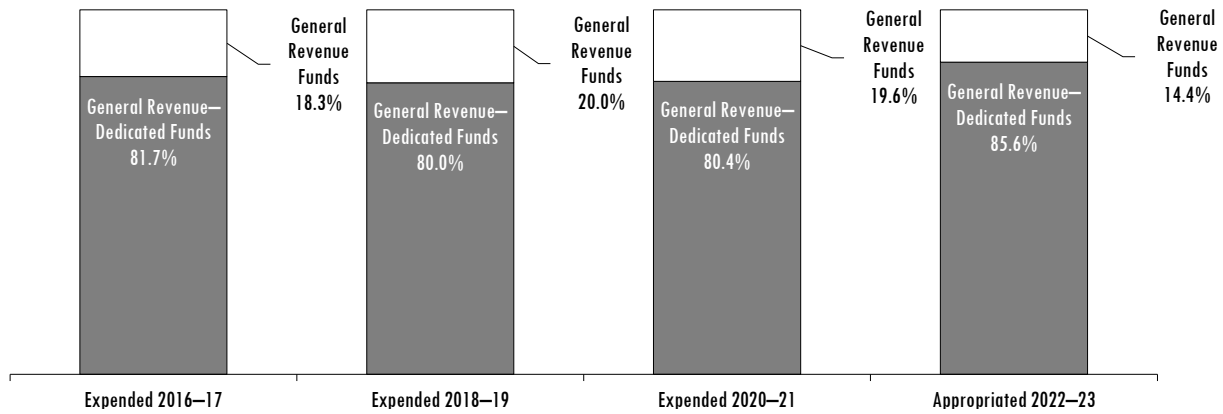 General
Revenue
Funds
18.3%
General Revenue—
Dedicated Funds
81.7%
General
Revenue
Funds
20.0%
General Revenue—
Dedicated Funds
80.0%
General
Revenue
Funds
19.6%
General Revenue—
Dedicated Funds
80.4%
General
Revenue
Funds
14.4%
General Revenue—
Dedicated Funds
85.6%
Expended 2016–17
Expended 2018–19
Expended 2020–21
Appropriated 2022–23